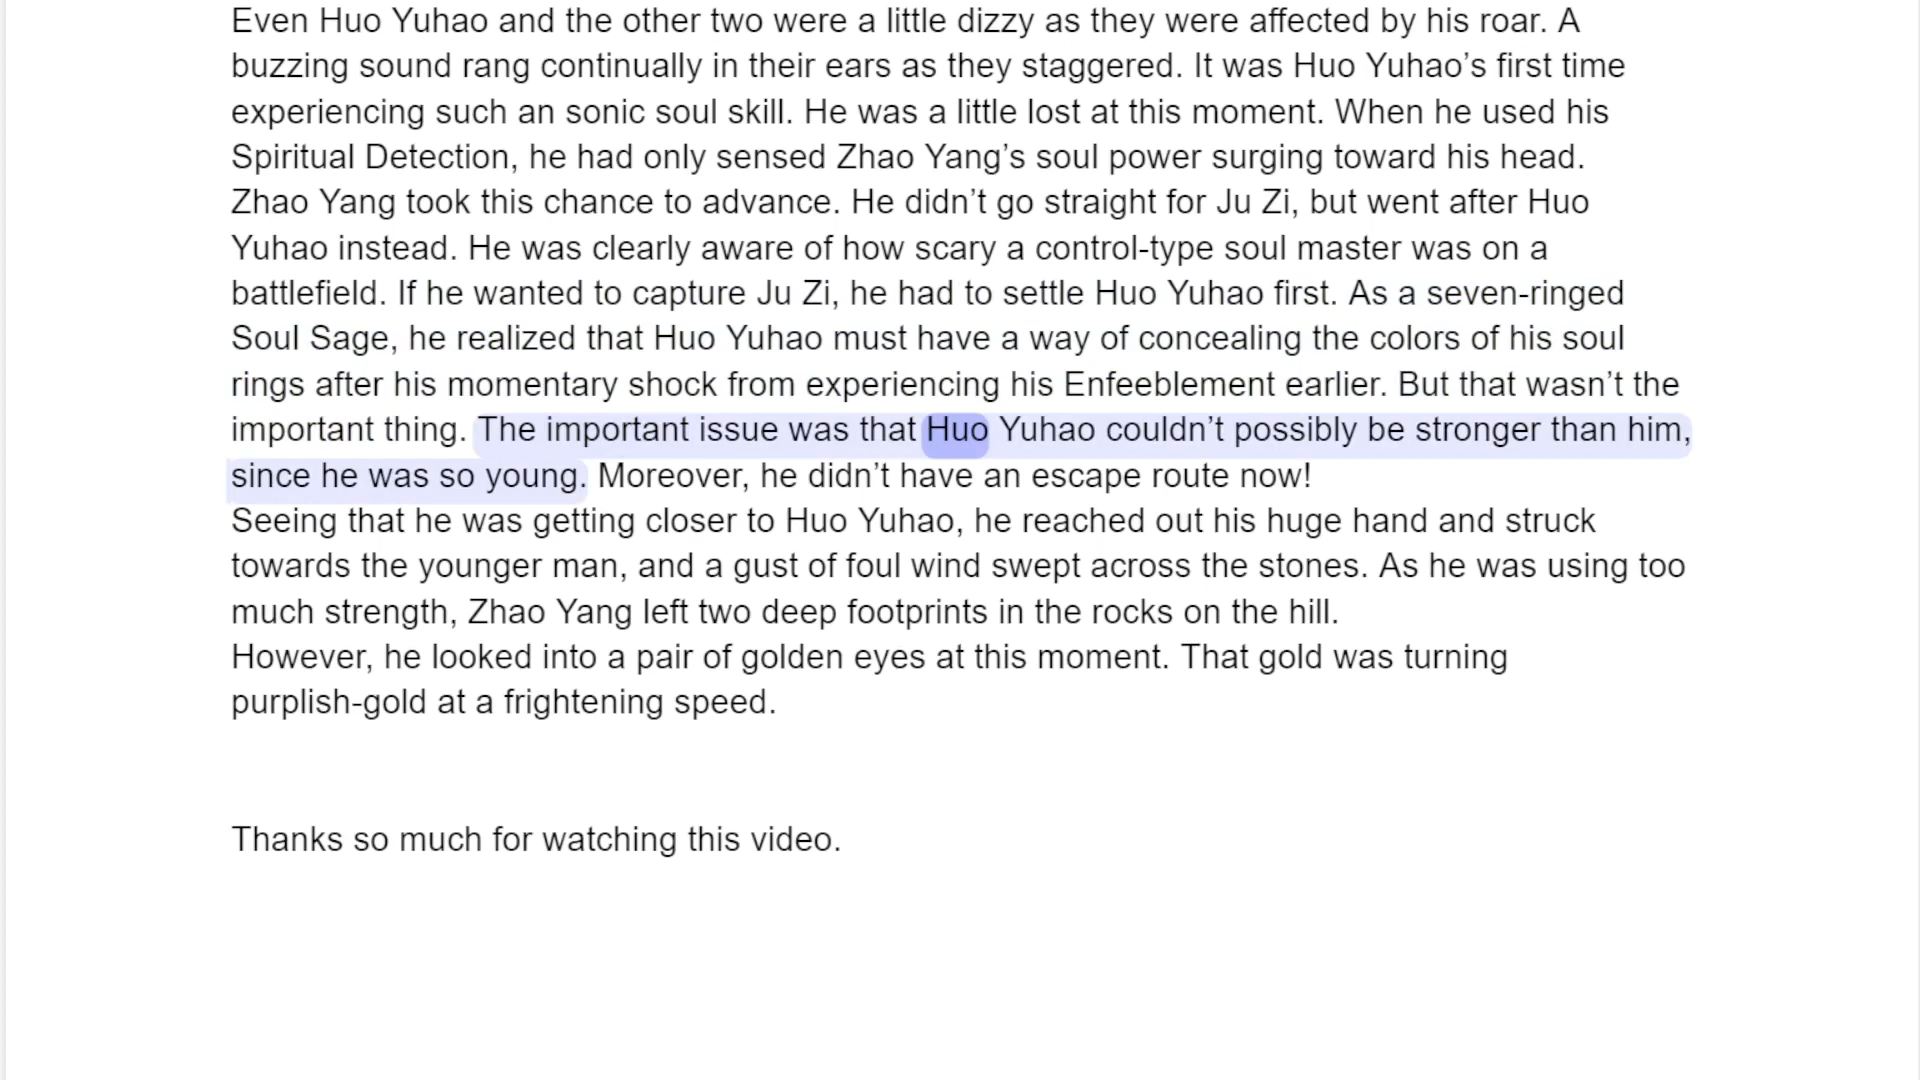 Even Huo Yuhao and the other two were a little dizzy as they were affected by his roar. A
buzzing sound rang continually in their ears as they staggered. It was Huo Yuhao’s first time
experiencing such an sonic soul skill. He was a little lost at this moment. When he used his
Spiritual Detection, he had only sensed Zhao Yang’s soul power surging toward his head.
Zhao Yang took this chance to advance. He didn’t go straight for Ju Zi, but went after Huo
Yuhao instead. He was clearly aware of how scary a control-type soul master was on a
battlefield. If he wanted to capture Ju Zi, he had to settle Huo Yuhao first. As a seven-ringed
Soul Sage, he realized that Huo Yuhao must have a way of concealing the colors of his soul
rings after his momentary shock from experiencing his Enfeeblement earlier. But that wasn’t the
important thing. The important issue was that Huo Yuhao couldn’t possibly be stronger than him,
since he was so young. Moreover, he didn’t have an escape route now!
Seeing that he was getting closer to Huo Yuhao, he reached out his huge hand and struck
towards the younger man, and a gust of foul wind swept across the stones. As he was using too
much strength, Zhao Yang left two deep footprints in the rocks on the hill.
However, he looked into a pair of golden eyes at this moment. That gold was turning
purplish-gold at a frightening speed.
Thanks so much for watching this video.